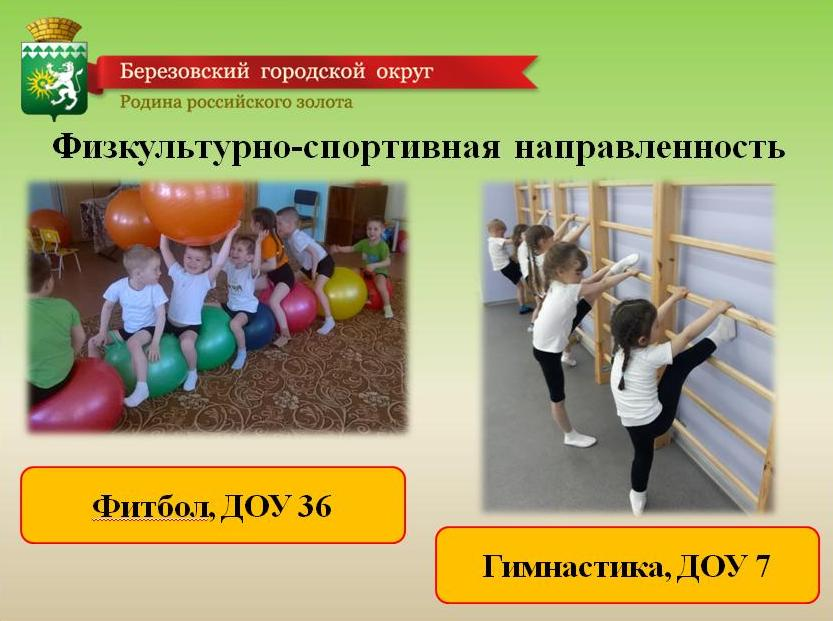 Березовский городской округ
Родина российского золота
Физкультурно-спортивная направленность
Фитбол, ДОУ 36
Гимнастика, ДОУ 7